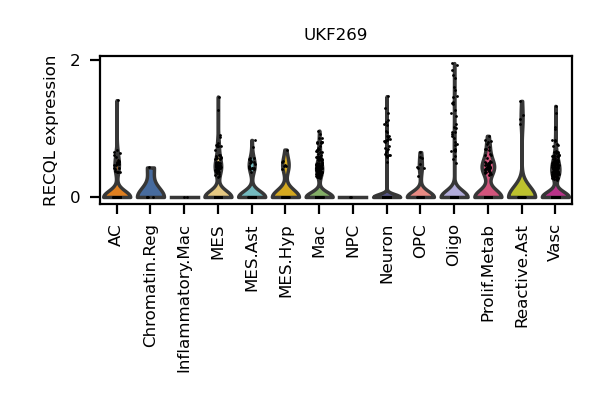 UKF269
RECQL expression
2
0
AC
Chromatin.Reg
Inflammatory.Mac
MES
MES.Ast
MES.Hyp
Mac
NPC
Neuron
OPC
Oligo
Prolif.Metab
Reactive.Ast
Vasc